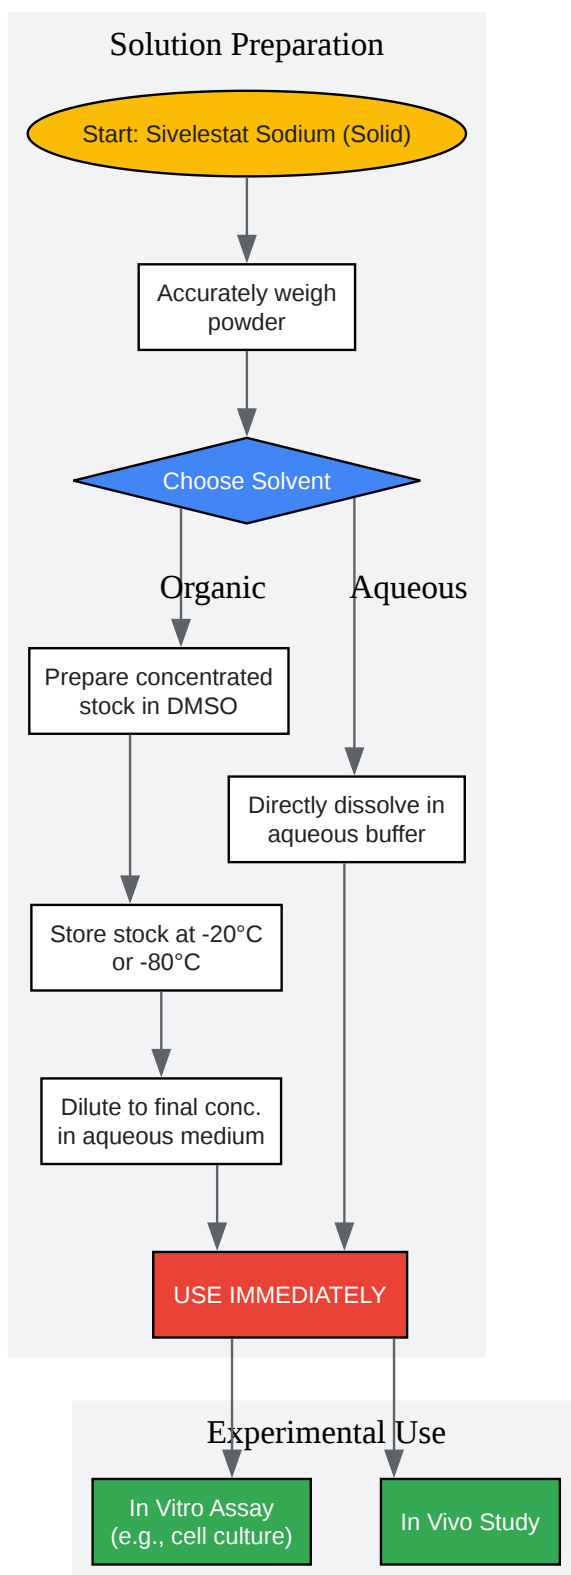 Solution Preparation
Start: Sivelestat Sodium (Solid)
Accurately weigh
powder
Choose Solvent
Organic
Aqueous
Prepare concentrated
stock in DMSO
Directly dissolve in
aqueous buffer
Store stock at -20°C
or -80°C
Dilute to final conc.
in aqueous medium
USE IMMEDIATELY
Experimental Use
In Vitro Assay
(e.g., cell culture)
In Vivo Study